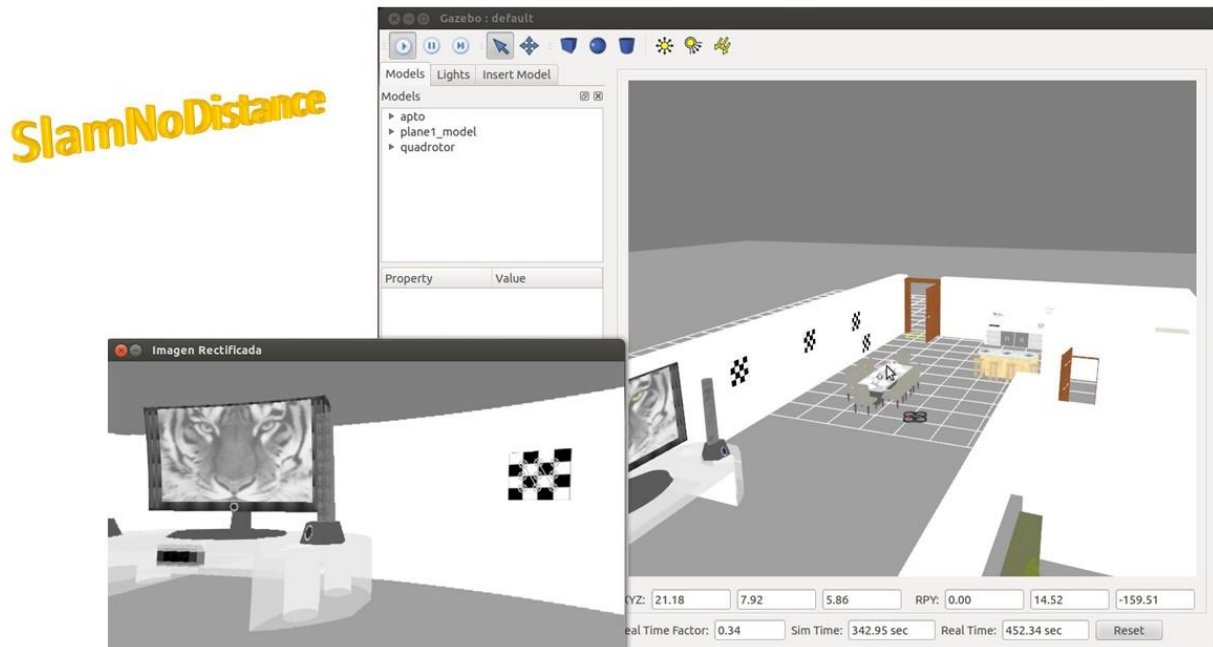 Gazebo : default
SlamNoDistance
Models Lights Insert Model
Models
apto
plane1_model
quadrotor
Property Value
Imagen Rectificada
XYZ: 21.18 7.92 5.86 RPY: 0.00 14.52 -159.51
eal Time Factor: 0.34 Sim Time: 342.95 sec Real Time: 452.34 sec Reset